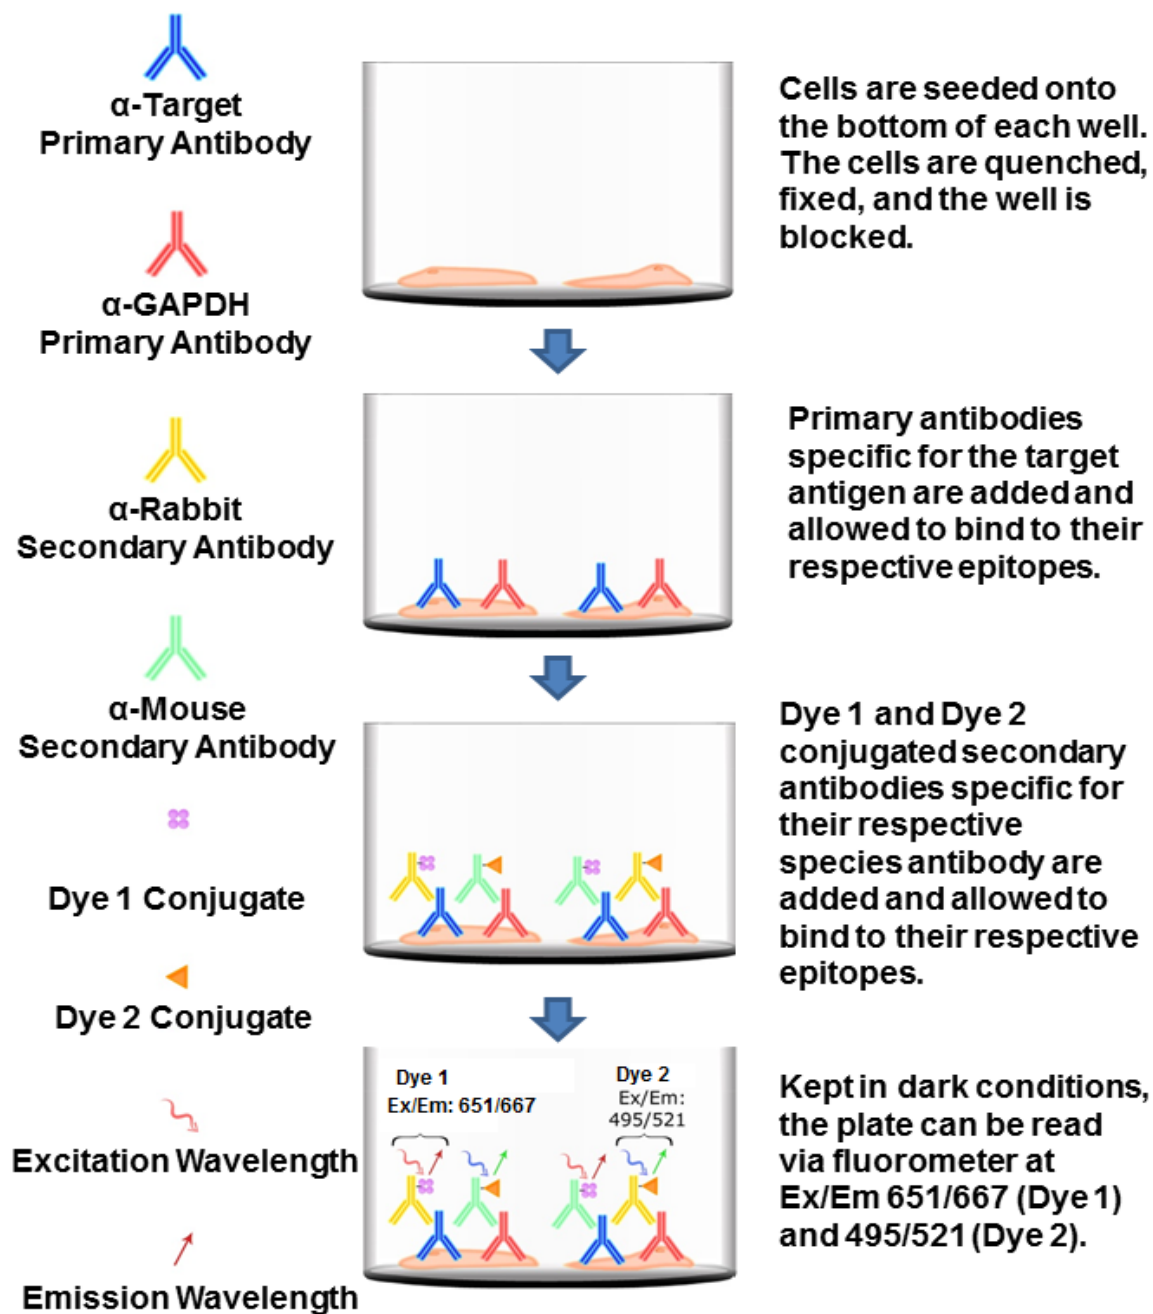 α-Target
Primary Antibody
α-GAPDH
Primary Antibody
α-Rabbit
Secondary Antibody
α-Mouse
Secondary Antibody
Dye 1 Conjugate
Dye 2 Conjugate
Excitation Wavelength
Emission Wavelength
Cells are seeded onto
the bottom of each well.
The cells are quenched,
fixed, and the well is
blocked.
Primary antibodies
specific for the target
antigen are added and
allowed to bind to their
respective epitopes.
Dye 1 and Dye 2
conjugated secondary
antibodies specific for
their respective
species antibody are
added and allowed to
bind to their respective
epitopes.
Dye 1
Ex/Em: 651/667
Dye 2
Ex/Em:
495/521
Kept in dark conditions,
the plate can be read
via fluorometer at
Ex/Em 651/667 (Dye 1)
and 495/521 (Dye 2).